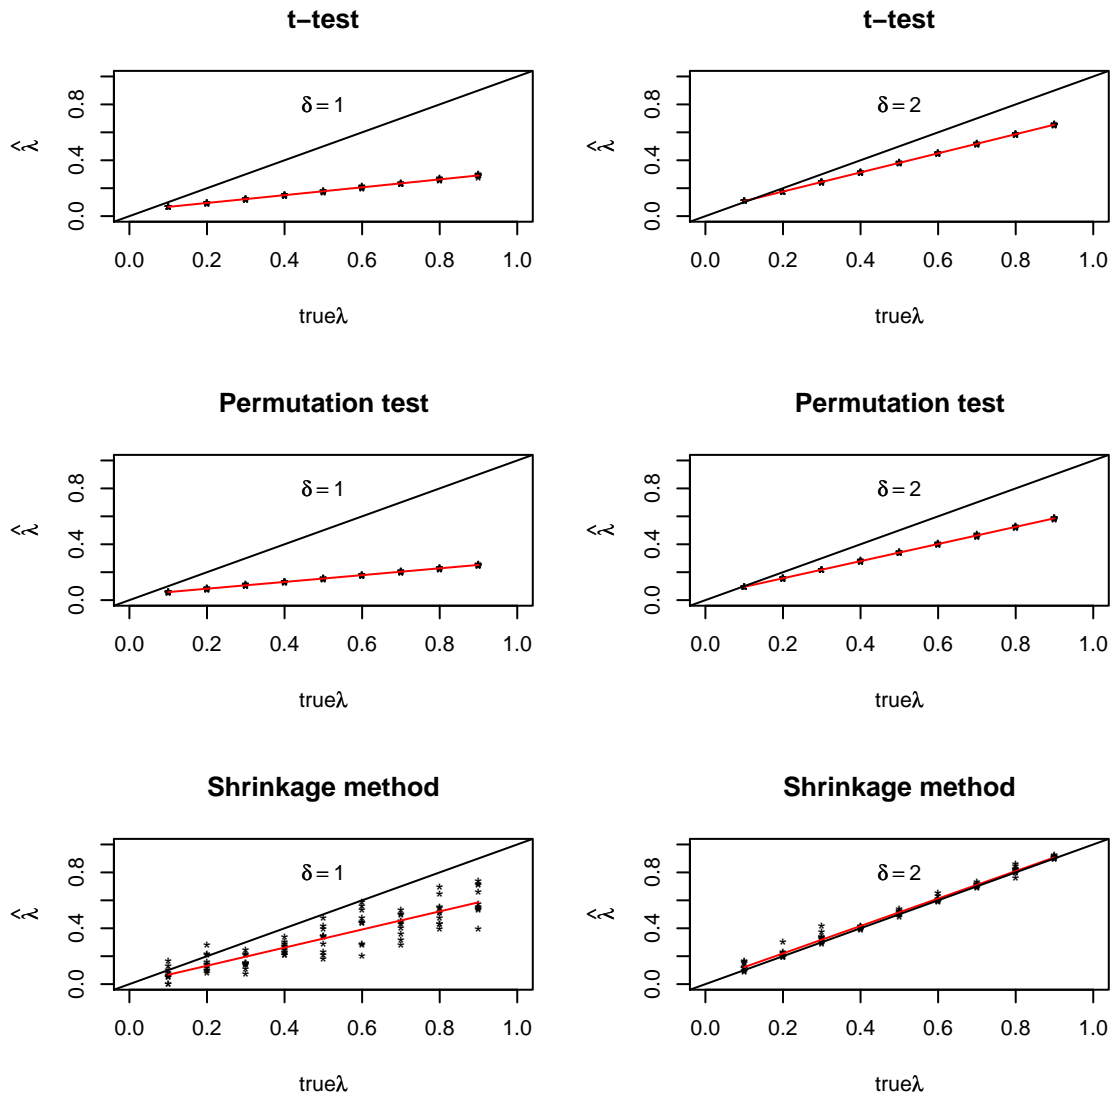 t−test
δ = 1
λ̂
0.0 0.4 0.8
0.0 0.2 0.4 0.6 0.8 1.0
trueλ
t−test
δ = 2
λ̂
0.0 0.4 0.8
0.0 0.2 0.4 0.6 0.8 1.0
trueλ
Permutation test
δ = 1
λ̂
0.0 0.4 0.8
0.0 0.2 0.4 0.6 0.8 1.0
trueλ
Permutation test
δ = 2
λ̂
0.0 0.4 0.8
0.0 0.2 0.4 0.6 0.8 1.0
trueλ
Shrinkage method
δ = 1
λ̂
0.0 0.4 0.8
0.0 0.2 0.4 0.6 0.8 1.0
trueλ
Shrinkage method
δ = 2
λ̂
0.0 0.4 0.8
0.0 0.2 0.4 0.6 0.8 1.0
trueλ